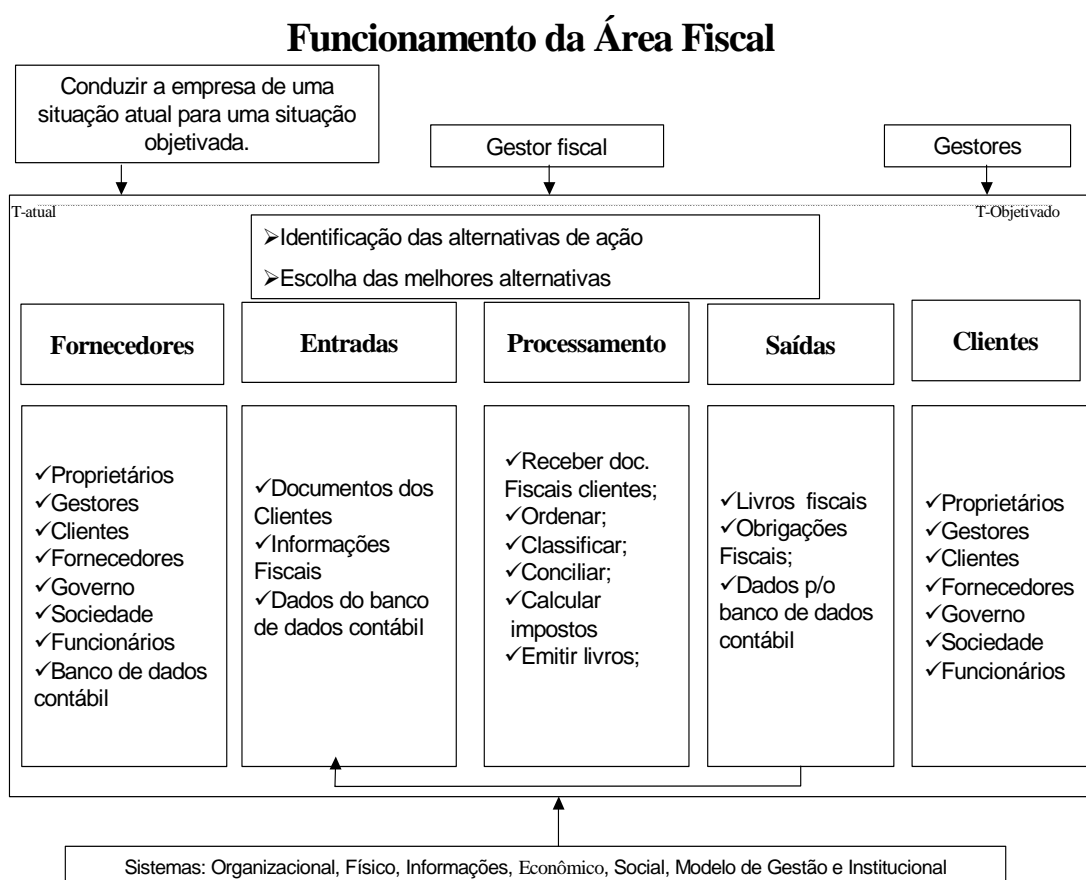 Funcionamento da Área Fiscal
Conduzir a empresa de uma
situação atual para uma situação
objetivada.
Gestor fiscal
Gestores
T-atual
T-Objetivado
➢Identificação das alternativas de ação
➢Escolha das melhores alternativas
Fornecedores
Entradas
Processamento
Saídas
Clientes
✓Proprietários
✓Gestores
✓Clientes
✓Fornecedores
✓Governo
✓Sociedade
✓Funcionários
✓Banco de dados
contábil
✓Documentos dos
Clientes
✓Informações
Fiscais
✓Dados do banco
de dados contábil
✓Receber doc.
Fiscais clientes;
✓Ordenar;
✓Classificar;
✓Conciliar;
✓Calcular
impostos
✓Emitir livros;
✓Livros fiscais
✓Obrigações
Fiscais;
✓Dados p/o
banco de dados
contábil
✓Proprietários
✓Gestores
✓Clientes
✓Fornecedores
✓Governo
✓Sociedade
✓Funcionários
Sistemas: Organizacional, Físico, Informações, Econômico, Social, Modelo de Gestão e Institucional